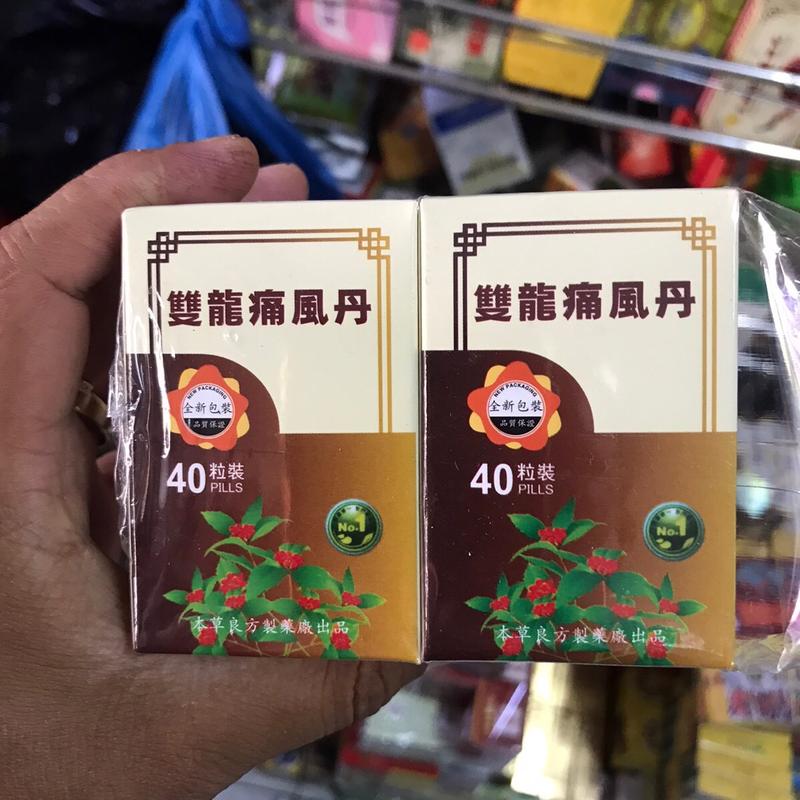 雙龍痛風丹
NEW PACKAGING
全新包裝
品質保證
40粒裝
PILLS
No.1
本草良方製藥廠出品
雙龍痛風丹
NEW PACKAGING
全新包裝
品質保證
40粒裝
PILLS
No.1
本草良方製藥廠出品